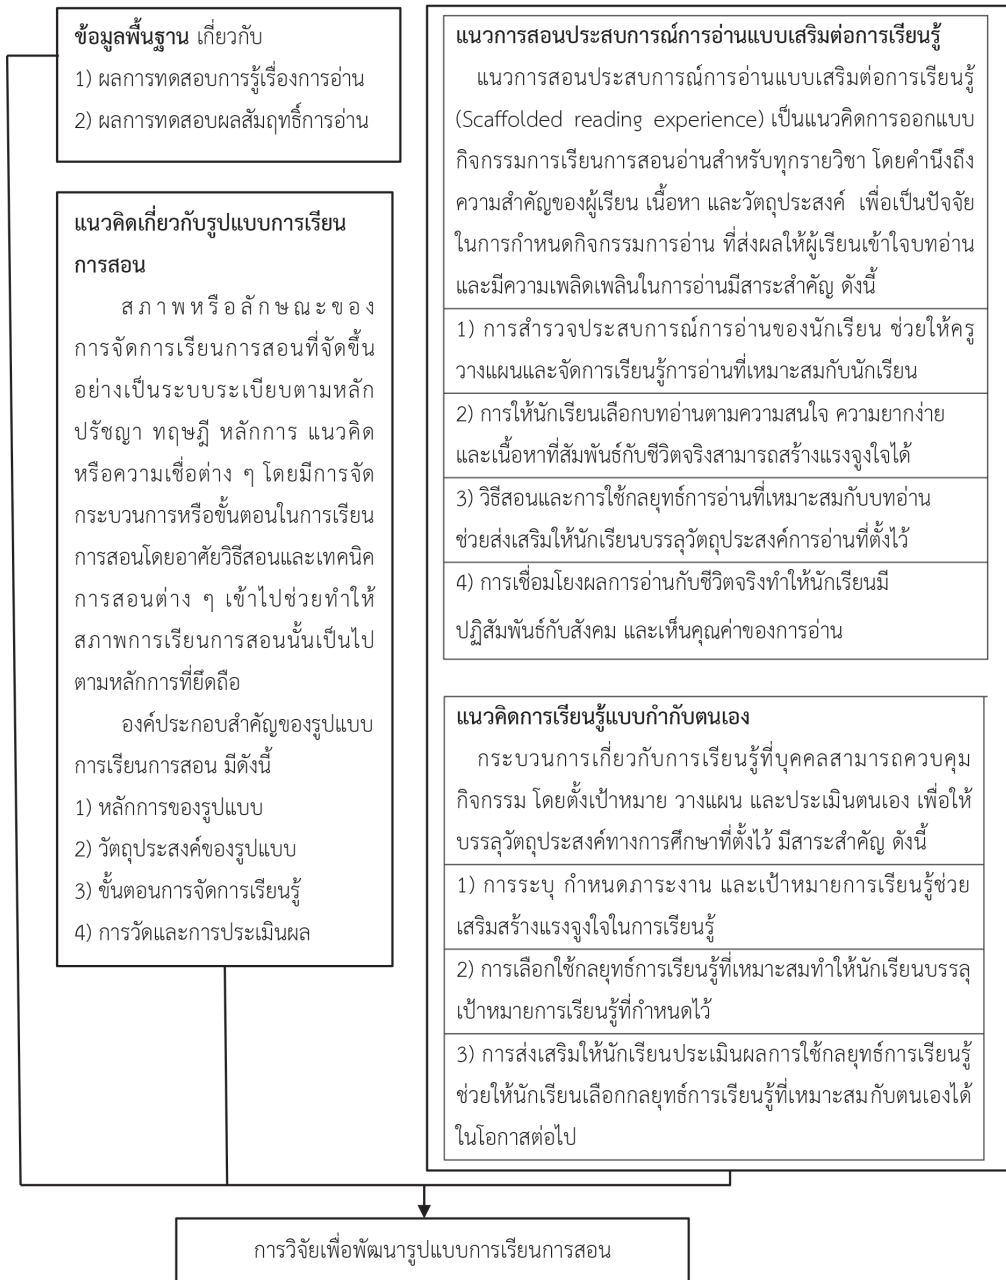 ข้อมูลพื้นฐาน เกี่ยวกับ
1) ผลการทดสอบการรู้เรื่องการอ่าน
2) ผลการทดสอบผลสัมฤทธิ์การอ่าน
แนวคิดเกี่ยวกับรูปแบบการเรียน
การสอน
สภาพหรือลักษณะของ
การจัดการเรียนการสอนที่จัดขึ้น
อย่างเป็นระบบระเบียบตามหลัก
ปรัชญา ทฤษฎี หลักการ แนวคิด
หรือความเชื่อต่าง ๆ โดยมีการจัด
กระบวนการหรือขั้นตอนในการเรียน
การสอนโดยอาศัยวิธีสอนและเทคนิค
การสอนต่าง ๆ เข้าไปช่วยทำให้
สภาพการเรียนการสอนนั้นเป็นไป
ตามหลักการที่ยึดถือ
องค์ประกอบสำคัญของรูปแบบ
การเรียนการสอน มีดังนี้
1) หลักการของรูปแบบ
2) วัตถุประสงค์ของรูปแบบ
3) ขั้นตอนการจัดการเรียนรู้
4) การวัดและการประเมินผล
แนวการสอนประสบการณ์การอ่านแบบเสริมต่อการเรียนรู้
แนวการสอนประสบการณ์การอ่านแบบเสริมต่อการเรียนรู้
(Scaffolded reading experience) เป็นแนวคิดการออกแบบ
กิจกรรมการเรียนการสอนอ่านสำหรับทุกรายวิชา โดยคำนึงถึง
ความสำคัญของผู้เรียน เนื้อหา และวัตถุประสงค์ เพื่อเป็นปัจจัย
ในการกำหนดกิจกรรมการอ่าน ที่ส่งผลให้ผู้เรียนเข้าใจบทอ่าน
และมีความเพลิดเพลินในการอ่านมีสาระสำคัญ ดังนี้
1) การสำรวจประสบการณ์การอ่านของนักเรียน ช่วยให้ครู
วางแผนและจัดการเรียนรู้การอ่านที่เหมาะสมกับนักเรียน
2) การให้นักเรียนเลือกบทอ่านตามความสนใจ ความยากง่าย
และเนื้อหาที่สัมพันธ์กับชีวิตจริงสามารถสร้างแรงจูงใจได้
3) วิธีสอนและการใช้กลยุทธ์การอ่านที่เหมาะสมกับบทอ่าน
ช่วยส่งเสริมให้นักเรียนบรรลุวัตถุประสงค์การอ่านที่ตั้งไว้
4) การเชื่อมโยงผลการอ่านกับชีวิตจริงทำให้นักเรียนมี
ปฏิสัมพันธ์กับสังคม และเห็นคุณค่าของการอ่าน
แนวคิดการเรียนรู้แบบกำกับตนเอง
กระบวนการเกี่ยวกับการเรียนรู้ที่บุคคลสามารถควบคุม
กิจกรรม โดยตั้งเป้าหมาย วางแผน และประเมินตนเอง เพื่อให้
บรรลุวัตถุประสงค์ทางการศึกษาที่ตั้งไว้ มีสาระสำคัญ ดังนี้
1) การระบุ กำหนดภาระงาน และเป้าหมายการเรียนรู้ช่วย
เสริมสร้างแรงจูงใจในการเรียนรู้
2) การเลือกใช้กลยุทธ์การเรียนรู้ที่เหมาะสมทำให้นักเรียนบรรลุ
เป้าหมายการเรียนรู้ที่กำหนดไว้
3) การส่งเสริมให้นักเรียนประเมินผลการใช้กลยุทธ์การเรียนรู้
ช่วยให้นักเรียนเลือกกลยุทธ์การเรียนรู้ที่เหมาะสมกับตนเองได้
ในโอกาสต่อไป
การวิจัยเพื่อพัฒนารูปแบบการเรียนการสอน